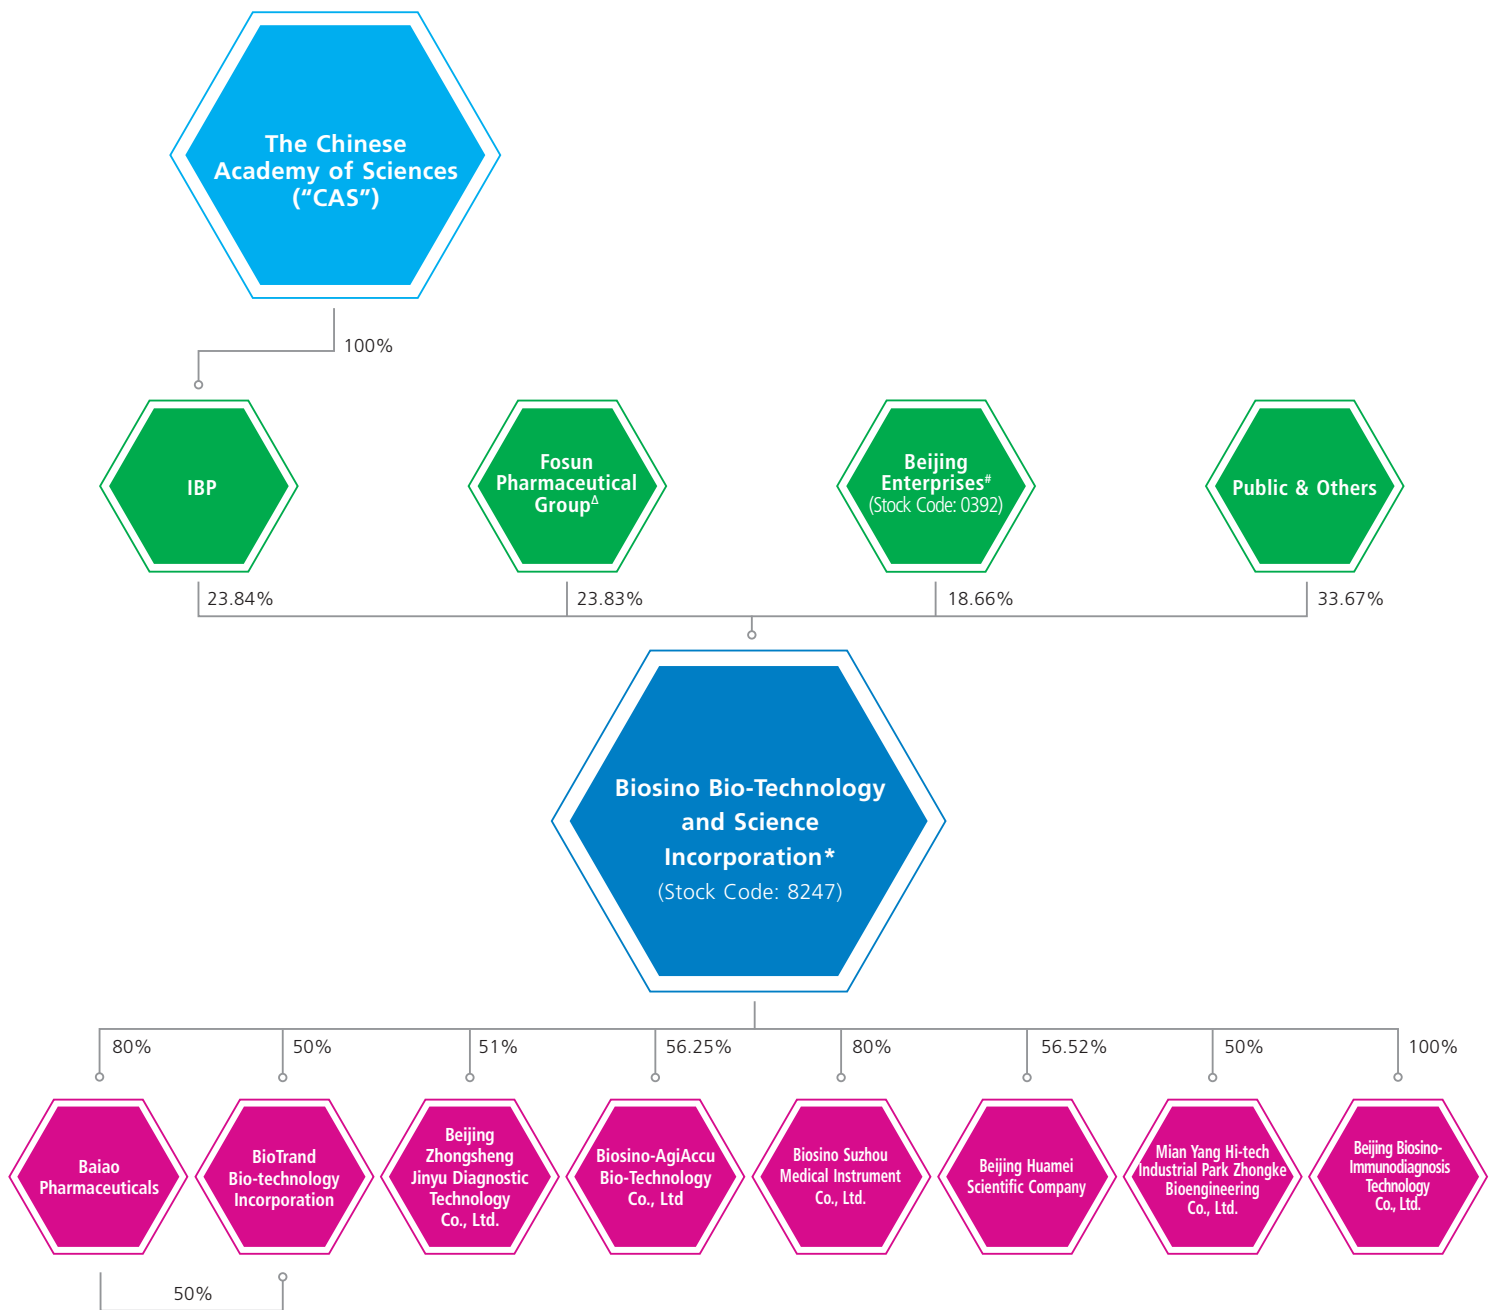 The Chinese
Academy of Sciences
(“CAS”)
100%
IBP
Fosun
Pharmaceutical
GroupΔ
Beijing
Enterprises#
(Stock Code: 0392)
Public & Others
23.84%
23.83%
18.66%
33.67%
Biosino Bio-Technology
and Science
Incorporation*
(Stock Code: 8247)
80%
50%
51%
56.25%
80%
56.52%
50%
100%
Baiao
Pharmaceuticals
BioTrand
Bio-technology
Incorporation
Beijing
Zhongsheng
Jinyu Diagnostic
Technology
Co., Ltd.
Biosino-AgiAccu
Bio-Technology
Co., Ltd
Biosino Suzhou
Medical Instrument
Co., Ltd.
Beijing Huamei
Scientific Company
Mian Yang Hi-tech
Industrial Park Zhongke
Bioengineering
Co., Ltd.
Beijing Biosino-
Immunodiagnosis
Technology
Co., Ltd.
50%